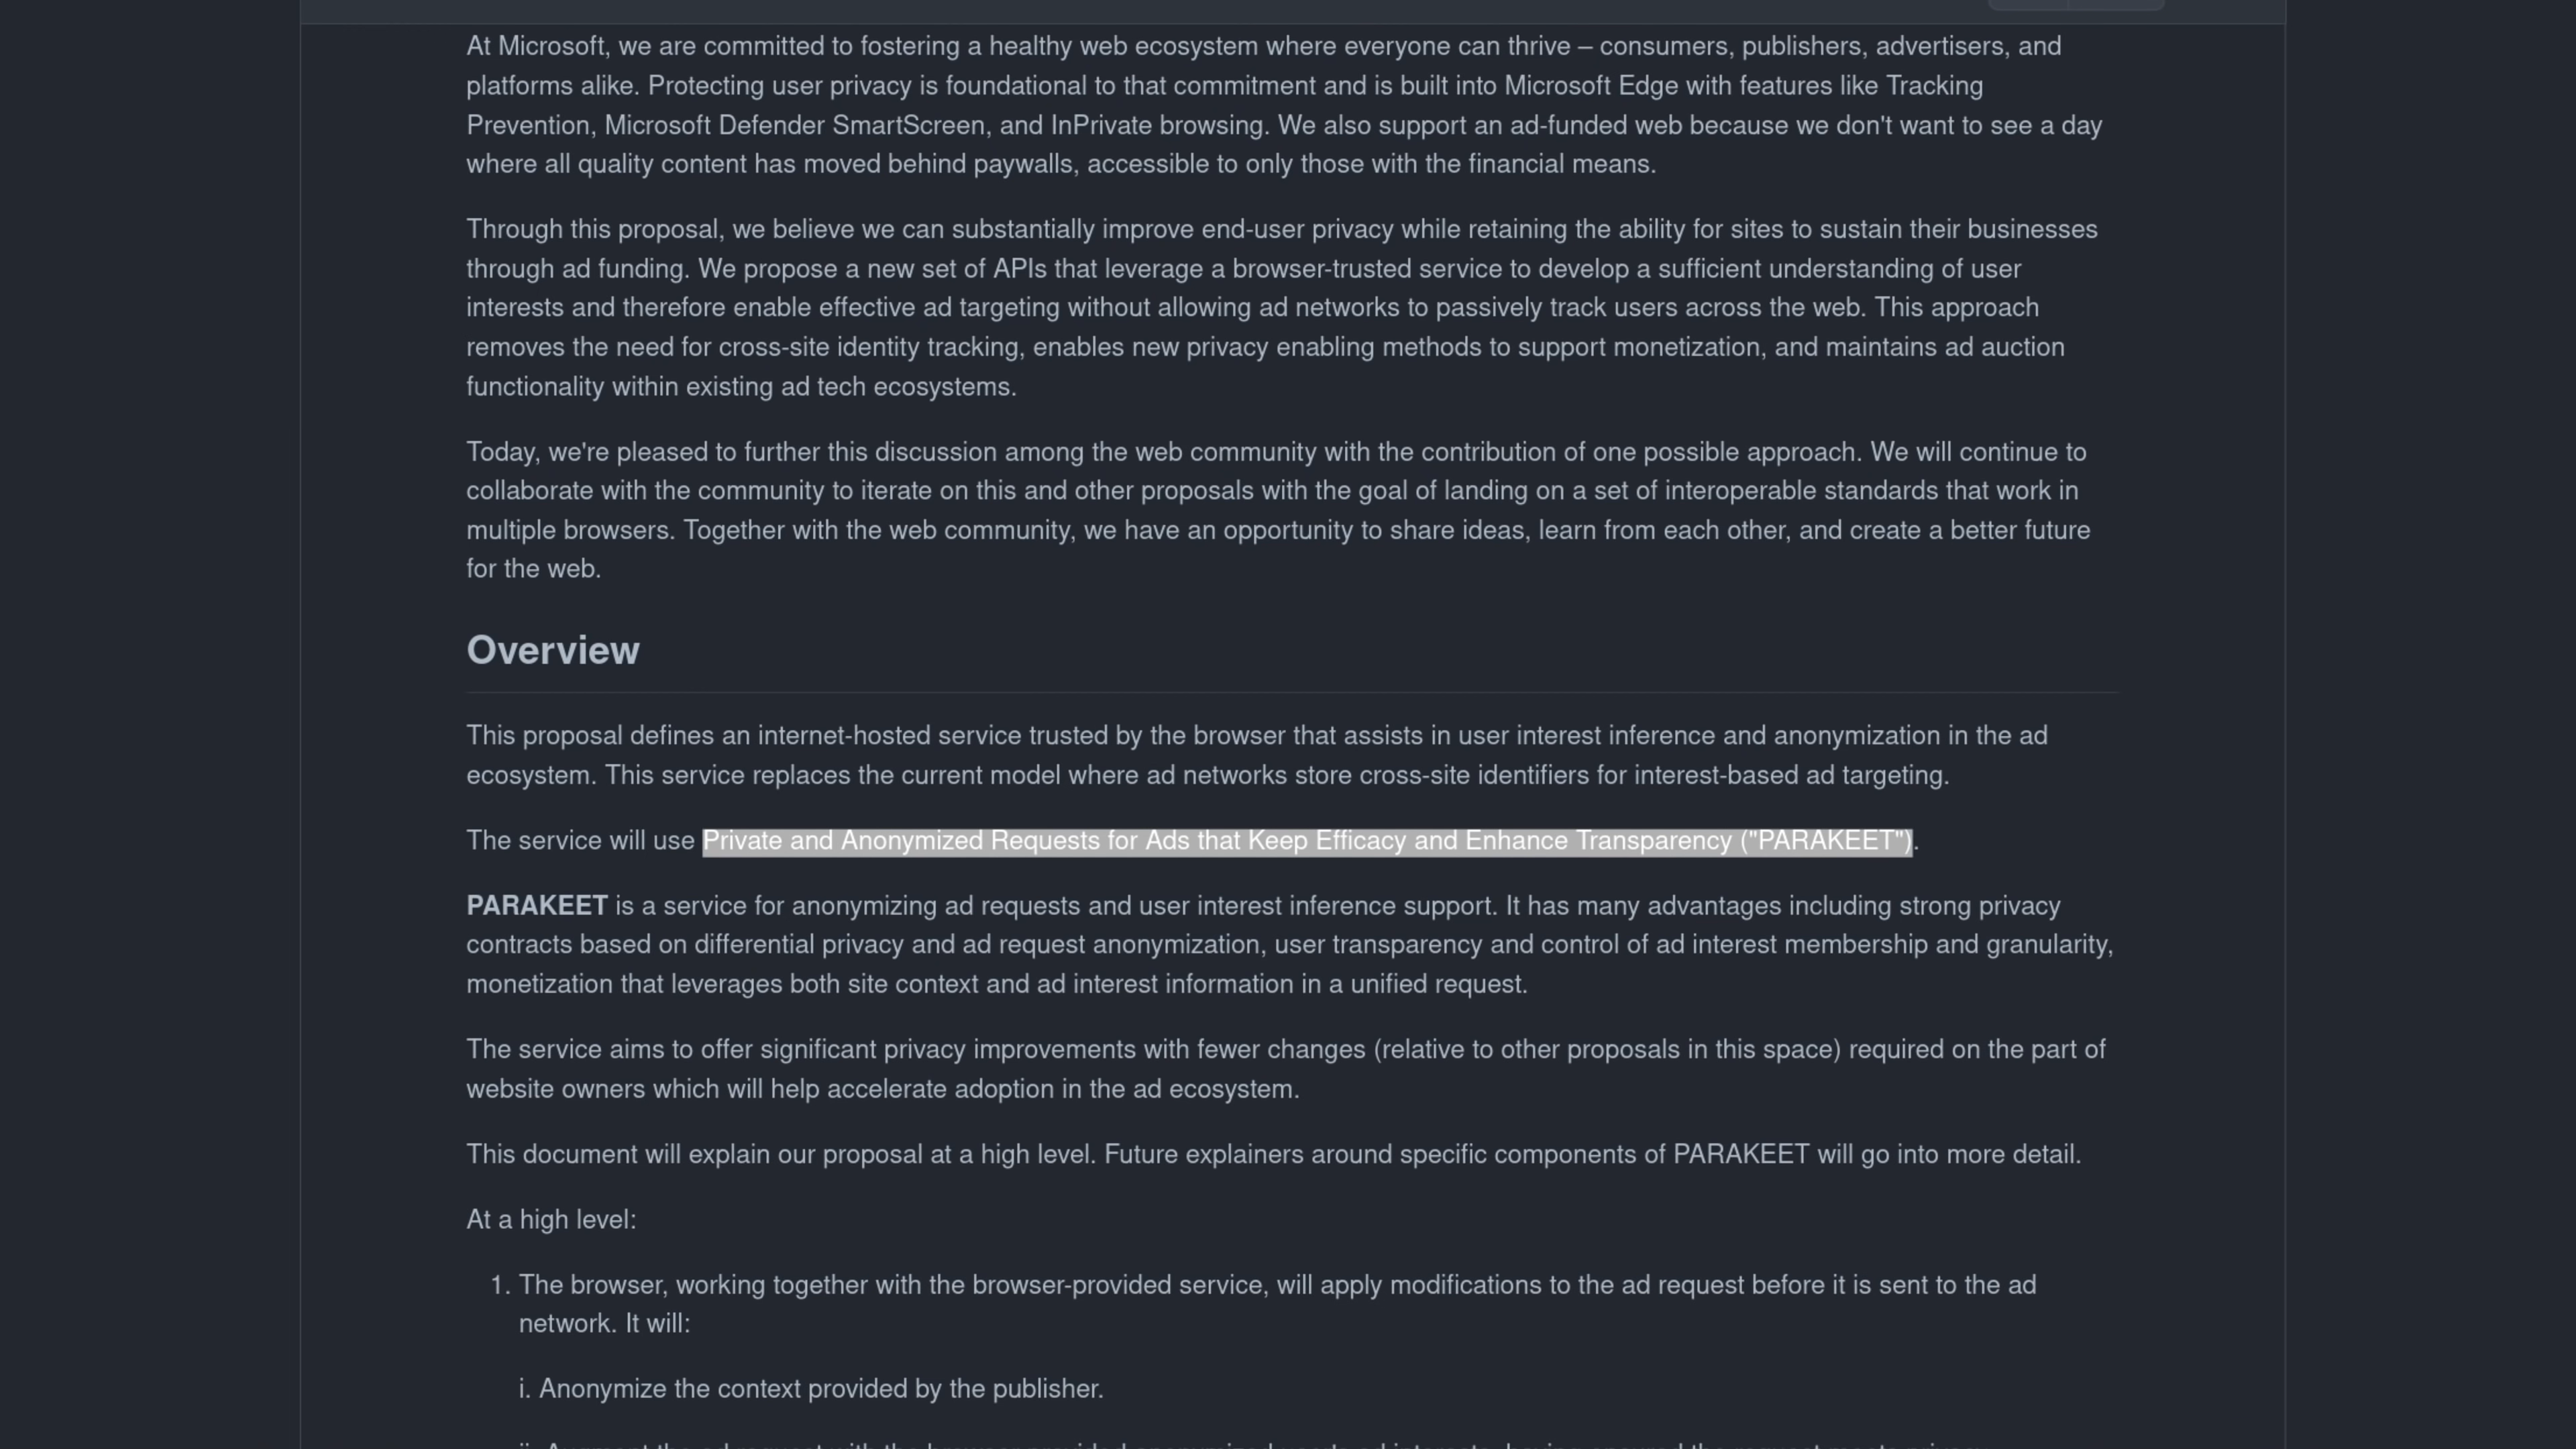 At Microsoft, we are committed to fostering a healthy web ecosystem where everyone can thrive – consumers, publishers, advertisers, and
platforms alike. Protecting user privacy is foundational to that commitment and is built into Microsoft Edge with features like Tracking
Prevention, Microsoft Defender SmartScreen, and InPrivate browsing. We also support an ad-funded web because we don't want to see a day
where all quality content has moved behind paywalls, accessible to only those with the financial means.
Through this proposal, we believe we can substantially improve end-user privacy while retaining the ability for sites to sustain their businesses
through ad funding. We propose a new set of APIs that leverage a browser-trusted service to develop a sufficient understanding of user
interests and therefore enable effective ad targeting without allowing ad networks to passively track users across the web. This approach
removes the need for cross-site identity tracking, enables new privacy enabling methods to support monetization, and maintains ad auction
functionality within existing ad tech ecosystems.
Today, we're pleased to further this discussion among the web community with the contribution of one possible approach. We will continue to
collaborate with the community to iterate on this and other proposals with the goal of landing on a set of interoperable standards that work in
multiple browsers. Together with the web community, we have an opportunity to share ideas, learn from each other, and create a better future
for the web.
Overview
This proposal defines an internet-hosted service trusted by the browser that assists in user interest inference and anonymization in the ad
ecosystem. This service replaces the current model where ad networks store cross-site identifiers for interest-based ad targeting.
The service will use Private and Anonymized Requests for Ads that Keep Efficacy and Enhance Transparency ("PARAKEET").
PARAKEET is a service for anonymizing ad requests and user interest inference support. It has many advantages including strong privacy
contracts based on differential privacy and ad request anonymization, user transparency and control of ad interest membership and granularity,
monetization that leverages both site context and ad interest information in a unified request.
The service aims to offer significant privacy improvements with fewer changes (relative to other proposals in this space) required on the part of
website owners which will help accelerate adoption in the ad ecosystem.
This document will explain our proposal at a high level. Future explainers around specific components of PARAKEET will go into more detail.
At a high level:
1. The browser, working together with the browser-provided service, will apply modifications to the ad request before it is sent to the ad
network. It will:
i. Anonymize the context provided by the publisher.